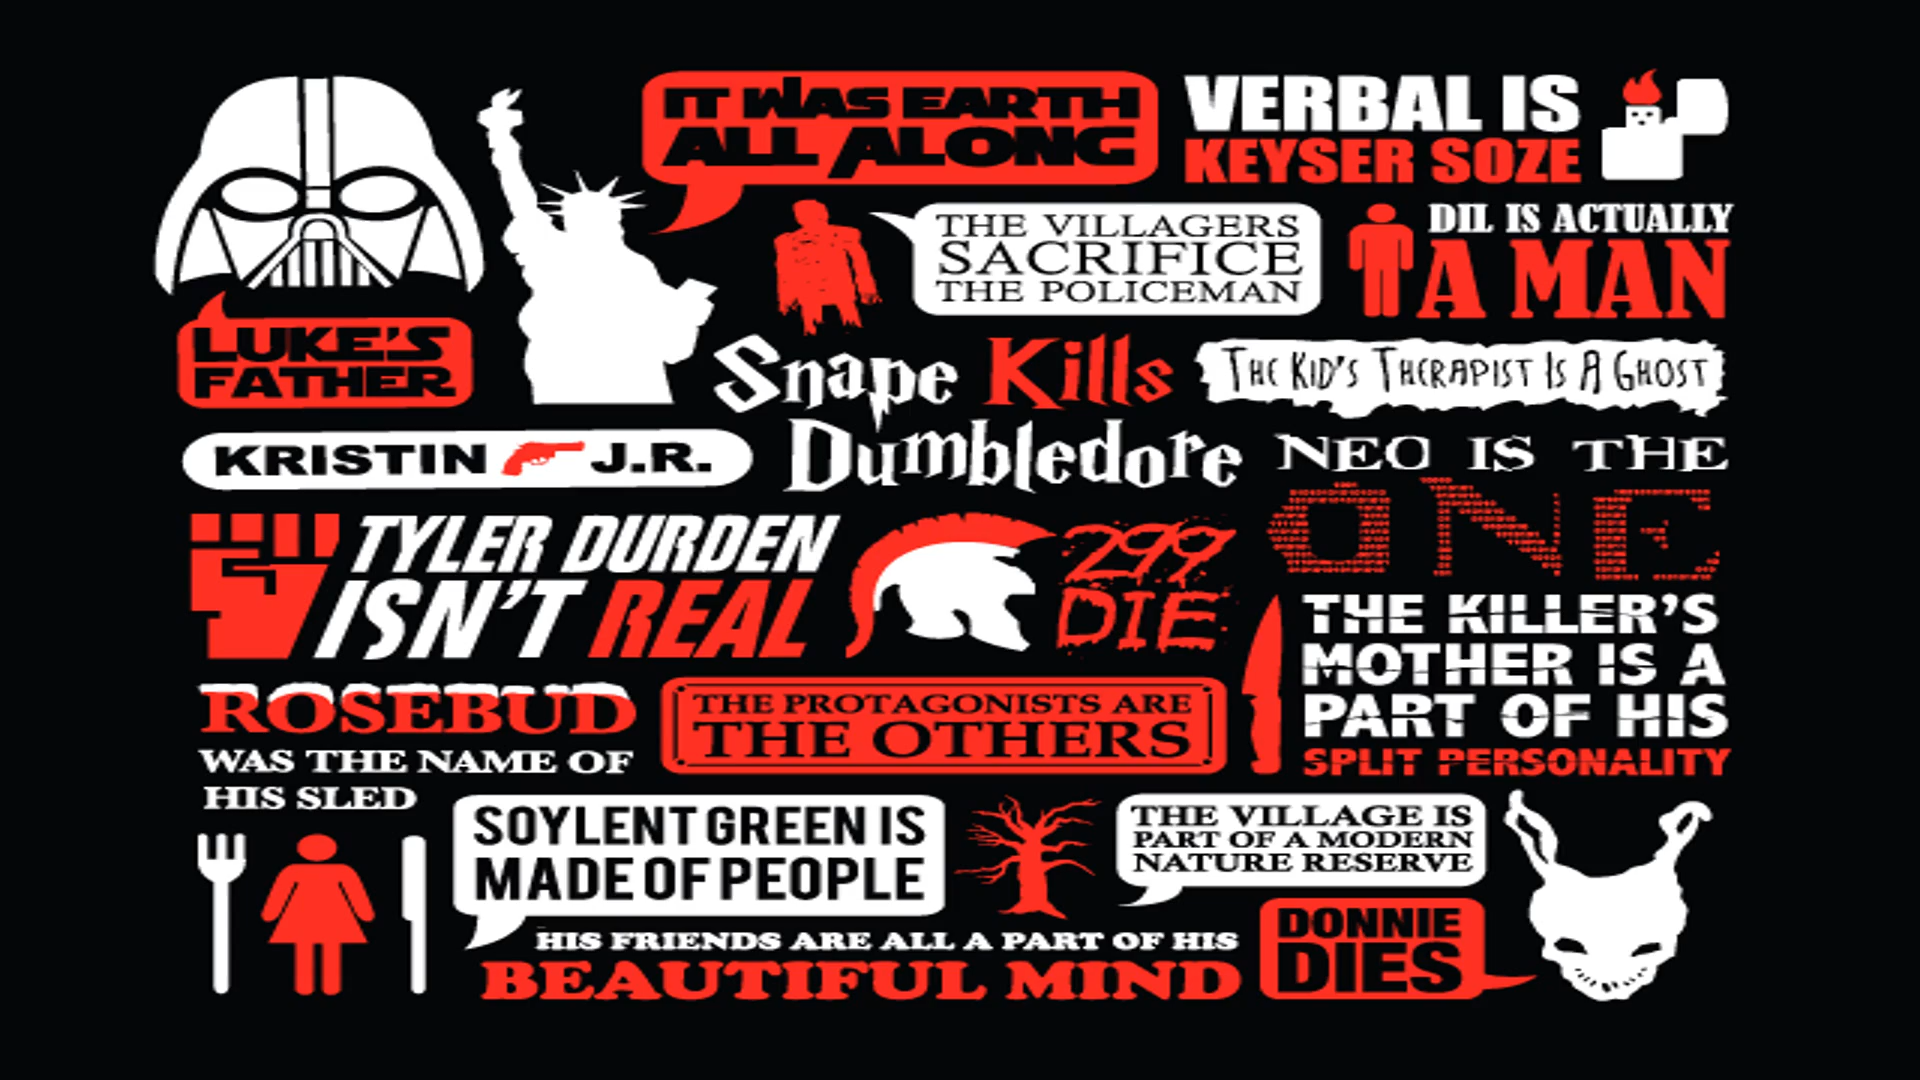 IT WAS EARTH
ALL ALONG
VERBAL IS
KEYSER SOZE
THE VILLAGERS
SACRIFICE
THE POLICEMAN
DIL IS ACTUALLY
A MAN
LUKE'S
FATHER
Snape Kills
Dumbledore
THE KID'S THERAPIST IS A GHOST
KRISTIN J.R.
NEO IS THE
ONE
TYLER DURDEN
ISN'T REAL
299
DIE
THE KILLER'S
MOTHER IS A
PART OF HIS
SPLIT PERSONALITY
ROSEBUD
WAS THE NAME OF
HIS SLED
THE PROTAGONISTS ARE
THE OTHERS
SOYLENT GREEN IS
MADE OF PEOPLE
THE VILLAGE IS
PART OF A MODERN
NATURE RESERVE
HIS FRIENDS ARE ALL A PART OF HIS
BEAUTIFUL MIND
DONNIE
DIES